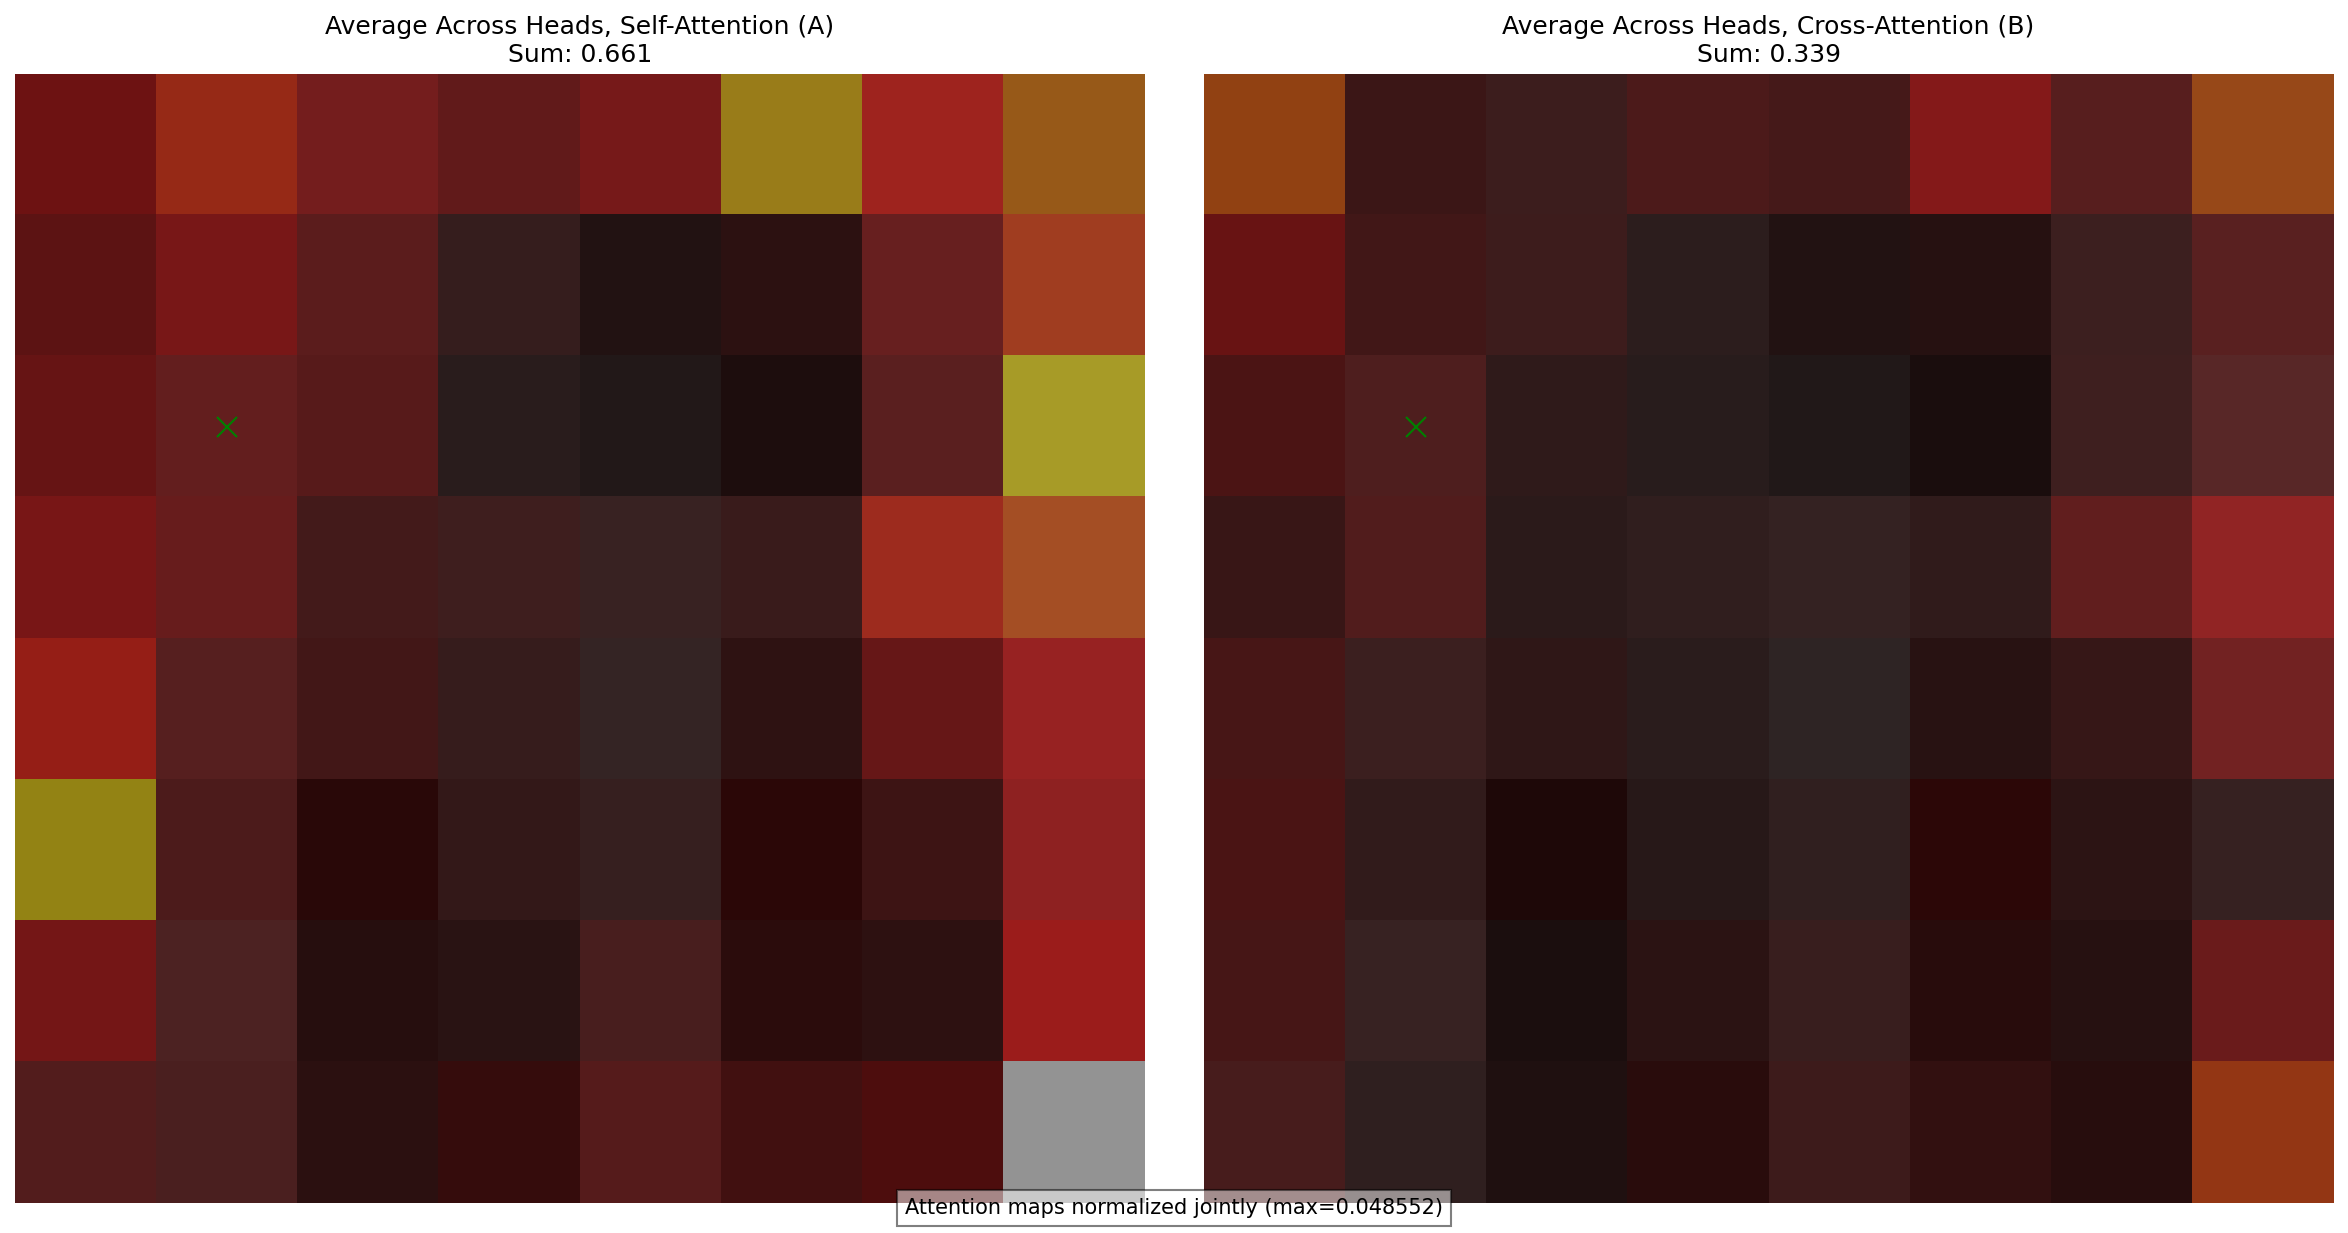 Average Across Heads, Self-Attention (A)
Sum: 0.661
Average Across Heads, Cross-Attention (B)
Sum: 0.339
Attention maps normalized jointly (max=0.048552)